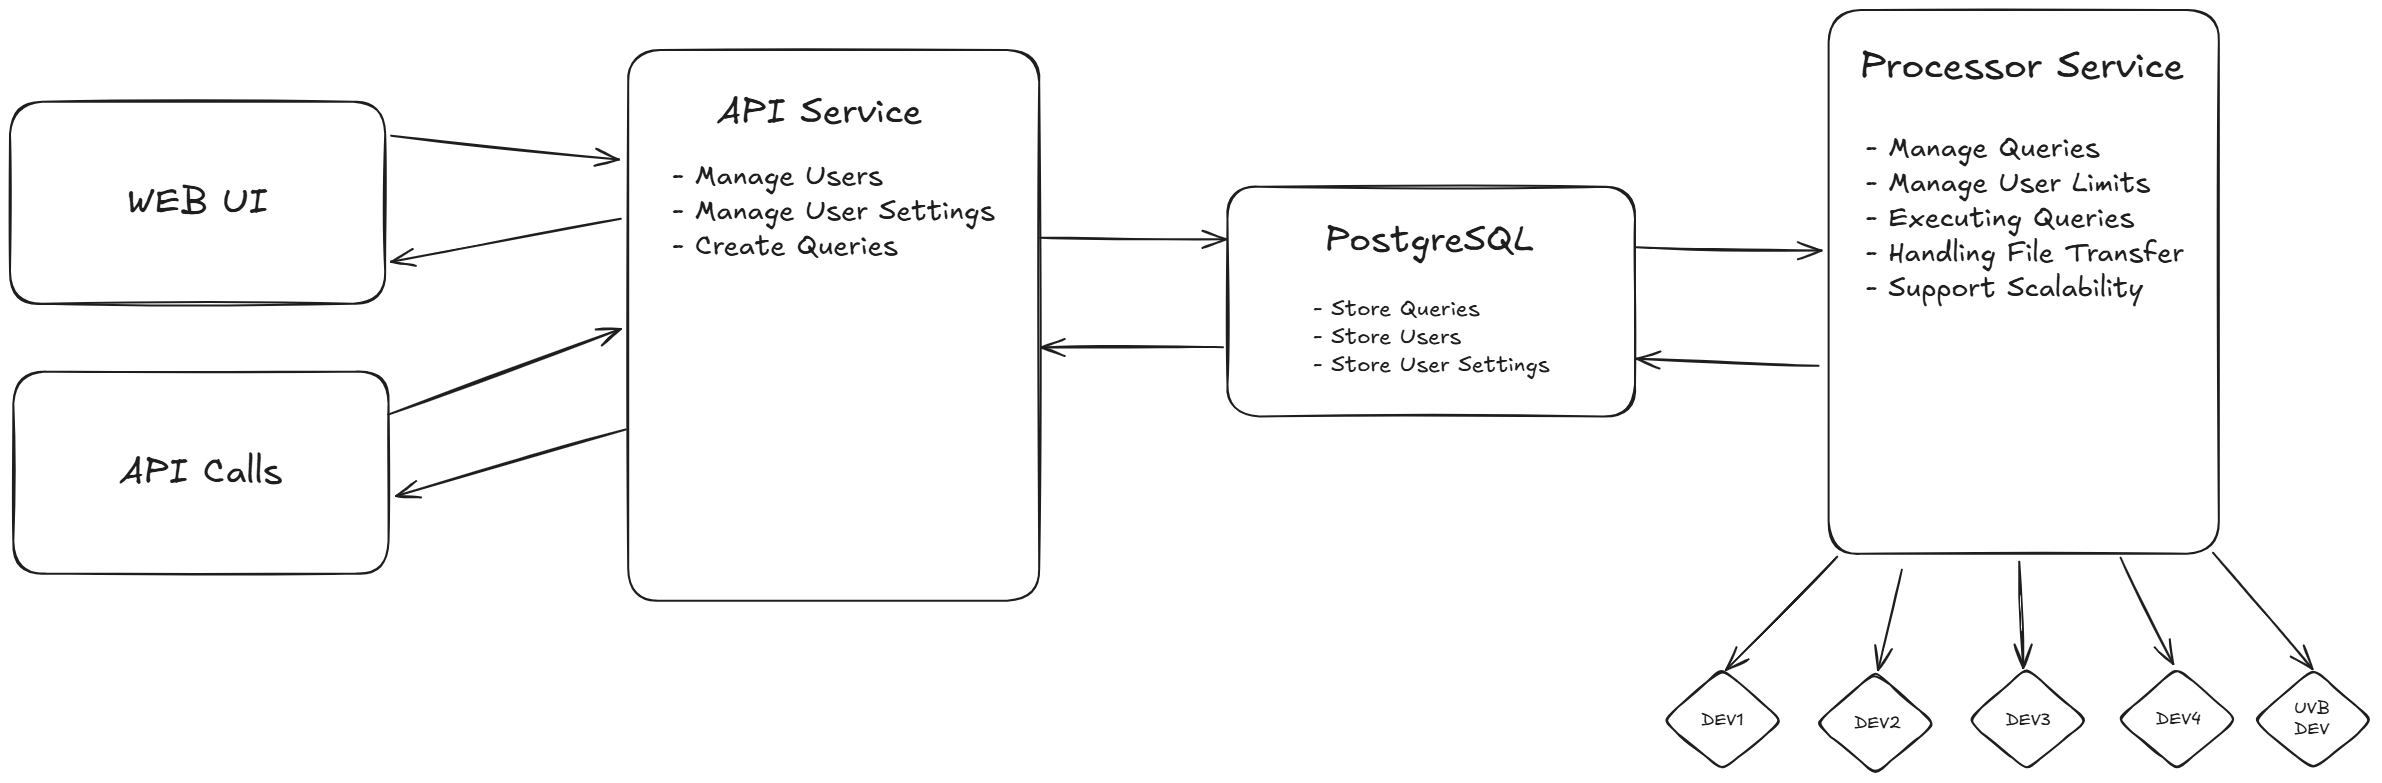 WEB UI
API Calls
API Service
- Manage Users
- Manage User Settings
- Create Queries
PostgreSQL
- Store Queries
- Store Users
- Store User Settings
Processor Service
- Manage Queries
- Manage User Limits
- Executing Queries
- Handling File Transfer
- Support Scalability
DEV1
DEV2
DEV3
DEV4
UVB
DEV